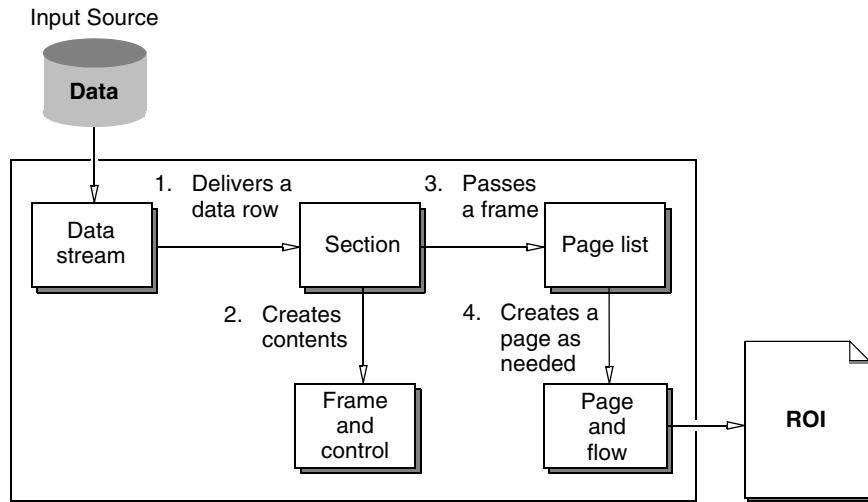 Input Source
Data
1. Delivers a
data row
3. Passes
a frame
Data
stream
Section
Page list
2. Creates
contents
4. Creates a
page as
needed
Frame
and
control
Page
and
flow
ROI